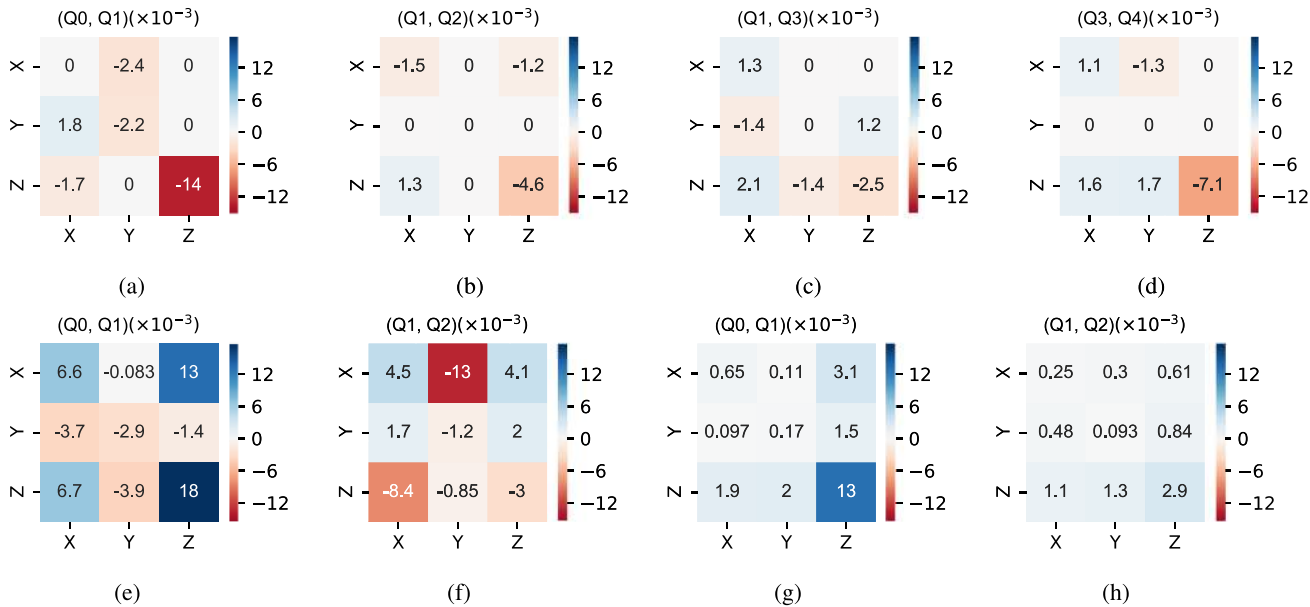 (Q0, Q1)(×10⁻³) (Q1, Q2)(×10⁻³) (Q1, Q3)(×10⁻³) (Q3, Q4)(×10⁻³)
X 0 -2.4 0 12 X -1.5 0 -1.2 12 X 1.3 0 0 12 X 1.1 -1.3 0 12
6 6 6 6
Y 1.8 -2.2 0 0 Y 0 0 0 0 Y -1.4 0 1.2 0 Y 0 0 0 0
−6 −6 −6 −6
Z -1.7 0 -14 −12 Z 1.3 0 -4.6 −12 Z 2.1 -1.4 -2.5 −12 Z 1.6 1.7 -7.1 −12
X Y Z X Y Z X Y Z X Y Z
(a) (b) (c) (d)
(Q0, Q1)(×10⁻³) (Q1, Q2)(×10⁻³) (Q0, Q1)(×10⁻³) (Q1, Q2)(×10⁻³)
X 6.6 -0.083 13 12 X 4.5 -13 4.1 12 X 0.65 0.11 3.1 12 X 0.25 0.3 0.61 12
6 6 6 6
Y -3.7 -2.9 -1.4 0 Y 1.7 -1.2 2 0 Y 0.097 0.17 1.5 0 Y 0.48 0.093 0.84 0
−6 −6 −6 −6
Z 6.7 -3.9 18 −12 Z -8.4 -0.85 -3 −12 Z 1.9 2 13 −12 Z 1.1 1.3 2.9 −12
X Y Z X Y Z X Y Z X Y Z
(e) (f) (g) (h)